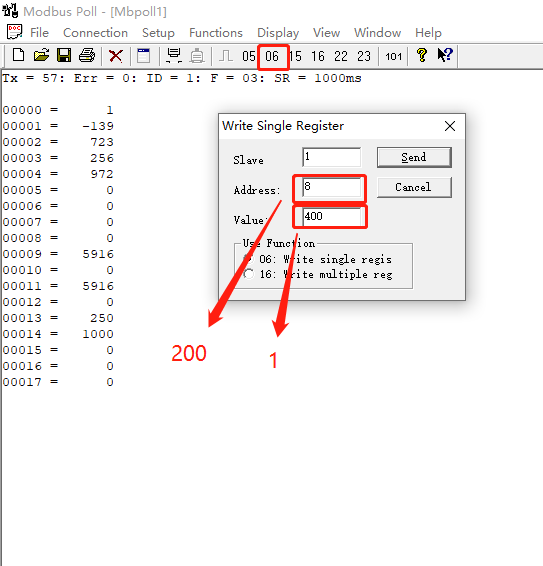 Modbus Poll - [Mbpoll1]
File Connection Setup Functions Display View Window Help
05 06 15 16 22 23 101
Tx = 57: Err = 0: ID = 1: F = 03: SR = 1000ms
00000 = 1
00001 = -139
00002 = 723
00003 = 256
00004 = 972
00005 = 0
00006 = 0
00007 = 0
00008 = 0
00009 = 5916
00010 = 0
00011 = 5916
00012 = 0
00013 = 250
00014 = 1000
00015 = 0
00016 = 0
00017 = 0
Write Single Register
Slave 1 Send
Address: 8 Cancel
Value: 400
Use Function
06: Write single regis
16: Write multiple reg
200
1